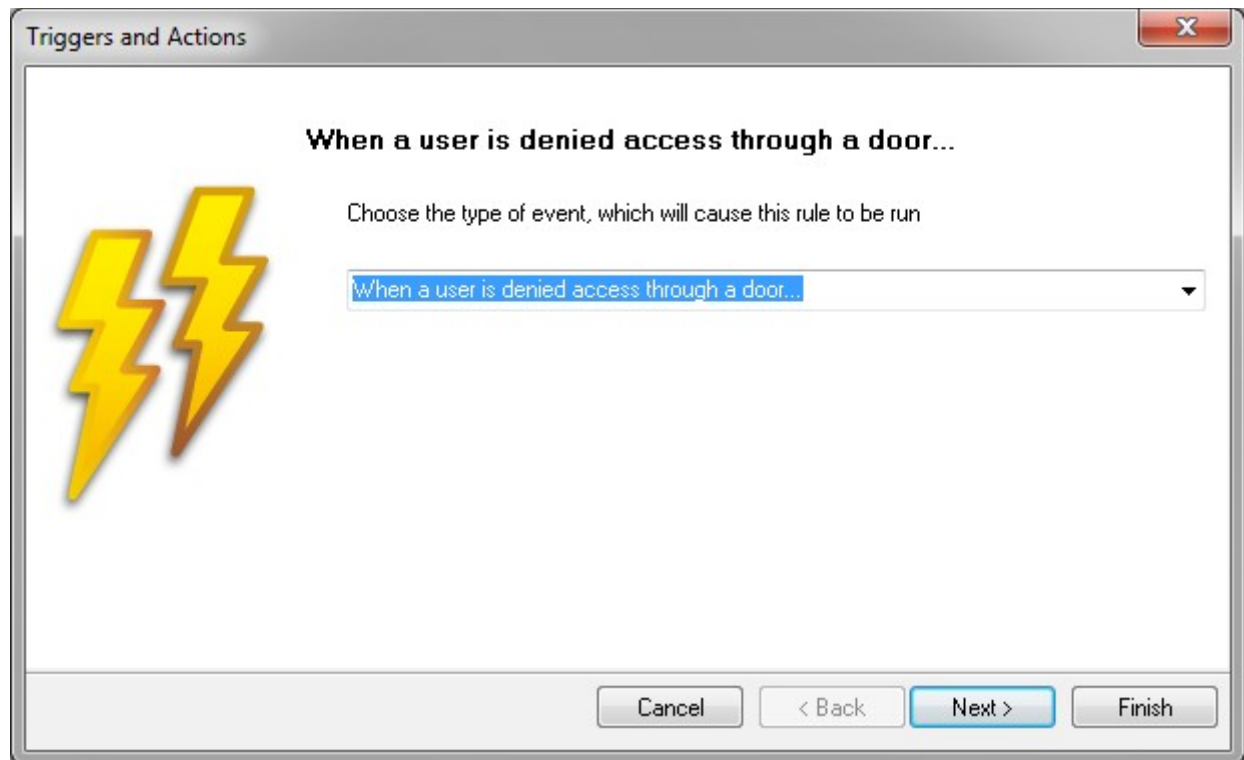 Triggers and Actions
When a user is denied access through a door...
Choose the type of event, which will cause this rule to be run
When a user is denied access through a door...
Cancel
< Back
Next >
Finish